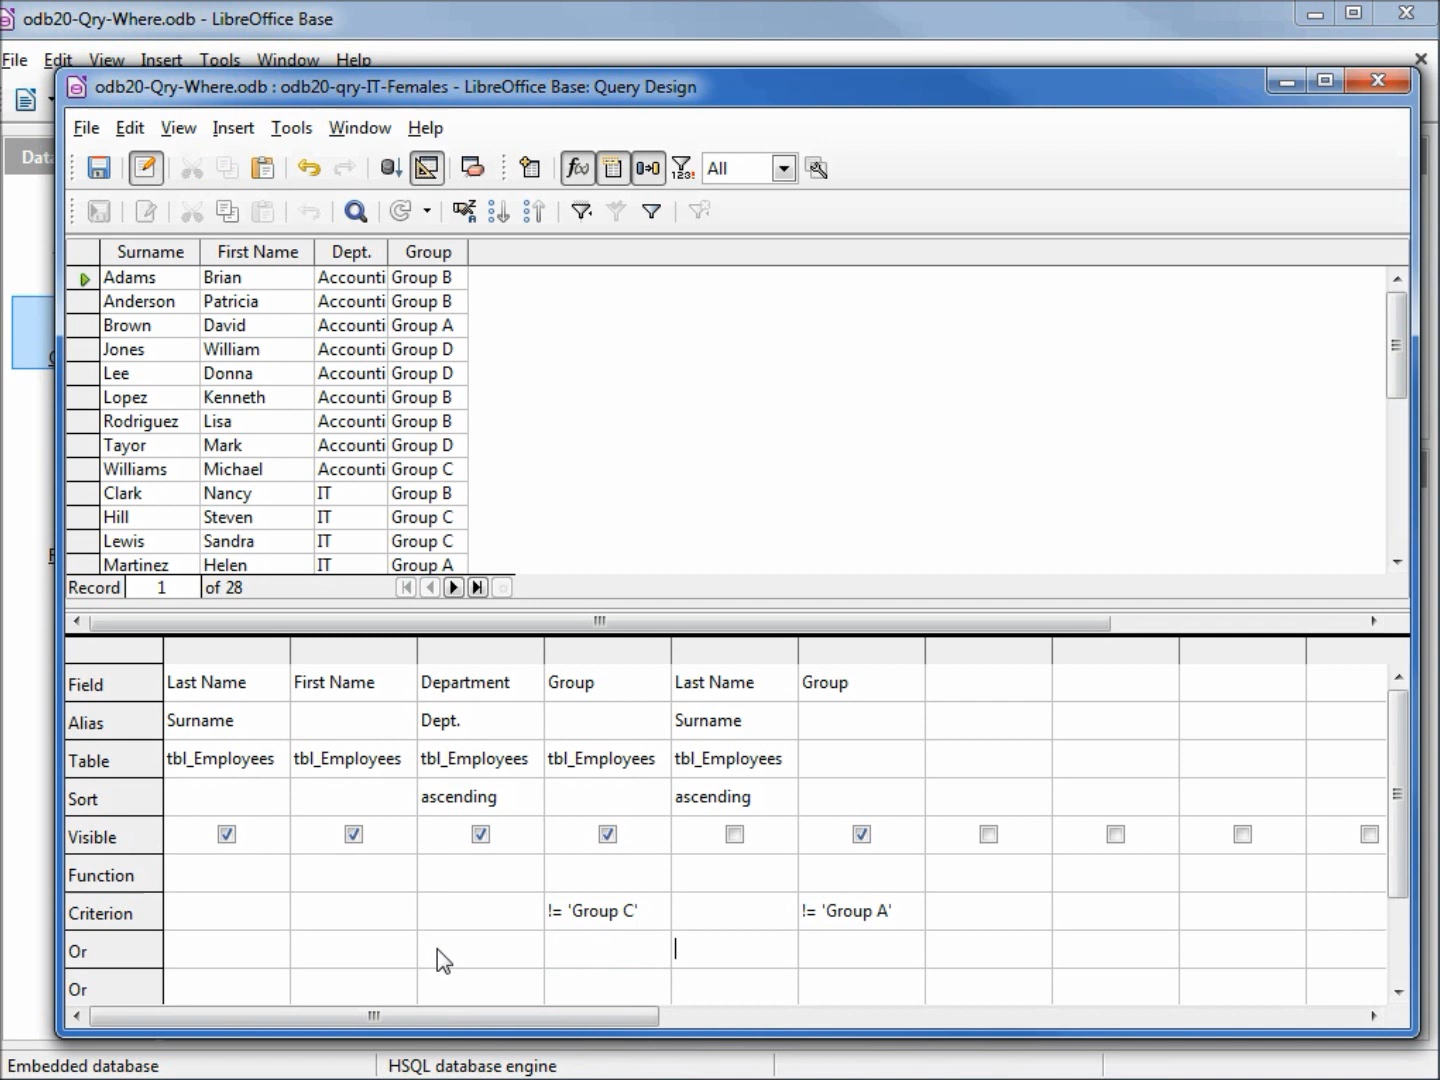 odb20-Qry-Where.odb - LibreOffice Base
File Edit View Insert Tools Window Help
odb20-Qry-Where.odb : odb20-qry-IT-Females - LibreOffice Base: Query Design
File Edit View Insert Tools Window Help
All
Surname First Name Dept. Group
Adams Brian Accounti Group B
Anderson Patricia Accounti Group B
Brown David Accounti Group A
Jones William Accounti Group D
Lee Donna Accounti Group D
Lopez Kenneth Accounti Group B
Rodriguez Lisa Accounti Group B
Tayor Mark Accounti Group D
Williams Michael Accounti Group C
Clark Nancy IT Group B
Hill Steven IT Group C
Lewis Sandra IT Group C
Martinez Helen IT Group A
Record 1 of 28
Field Last Name First Name Department Group Last Name Group
Alias Surname Dept. Surname
Table tbl_Employees tbl_Employees tbl_Employees tbl_Employees tbl_Employees
Sort ascending ascending
Visible
Function
Criterion != 'Group C' != 'Group A'
Or
Or
Embedded database HSQL database engine